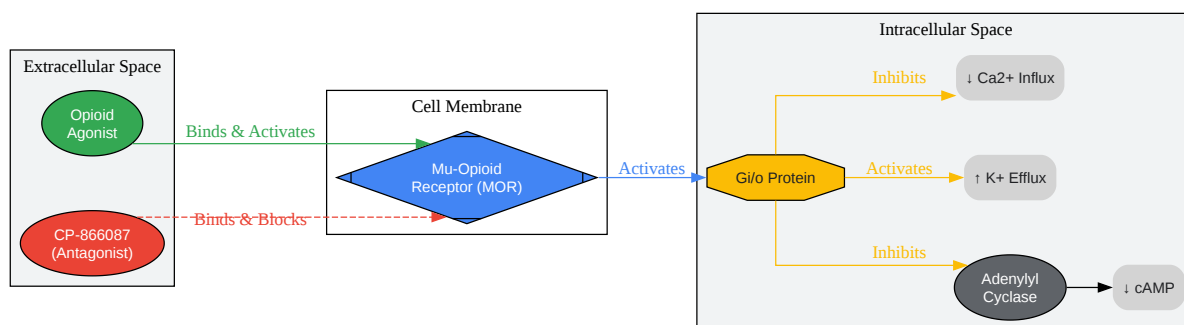 Extracellular Space
Opioid
Agonist
Binds & Activates
CP-866087
(Antagonist)
Binds & Blocks
Cell Membrane
Mu-Opioid
Receptor (MOR)
Activates
Intracellular Space
Gi/o Protein
Inhibits
↓ Ca2+ Influx
Activates
↑ K+ Efflux
Inhibits
Adenylyl
Cyclase
↓ cAMP